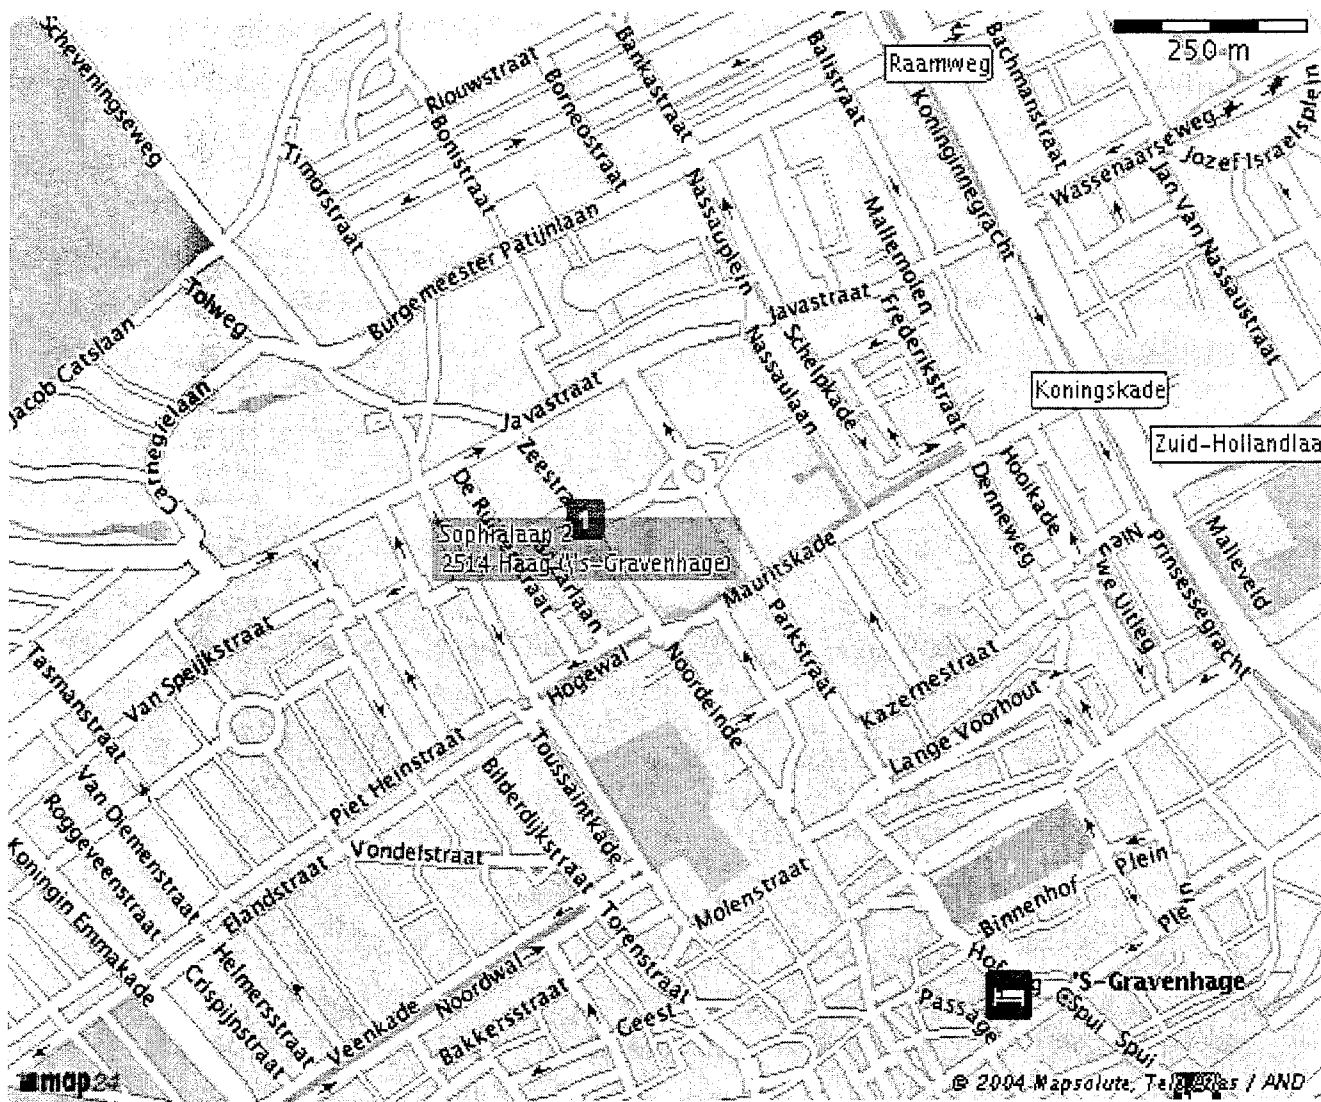 Scheveningseweg
Riouwstraat
Bankastraat
Balistraat
Raamweg
Bachmanstraat
250 m
Borneostraat
Bonistraat
Timorstraat
Koninginnegracht
Wassenaarseweg
Jozef Israelsplein
Jan Van Nassaustraat
Nassauplein
Mallemolen
Burgemeester Patijnlaan
Tolweg
Jacob Catslaan
Javastraat
Frederikstraat
Schelpkade
Nassaulaan
Koningskade
Zuid-Hollandlaa
Carnegielaan
Javastraat
Hooikade
Denneweg
1
Sophialaan 2
2514 Haag ('s-Gravenhage)
Mauritskade
Nieuwe Uitleg
Prinsessegracht
Malleveld
Parkstraat
Tasmanstraat
Van Speijkstraat
Hogewal
Noordeinde
Kazernestraat
Lange Voorhout
Piet Heinstraat
Toussaintkade
Bilderdijkstraat
Van Diemenstraat
Roggeveenstraat
Koningin Emmakade
Vondelstraat
Elandstraat
Molenstraat
Plein
Binnenhof
Plein
Torenstraat
Noordwal
Helmersstraat
Crispijnstraat
Veenkade
Bakkersstraat
Geest
Hof
Passage
'S-Gravenhage
Spui
Spui
map24
© 2004 Mapsolute, Tele Atlas / AND